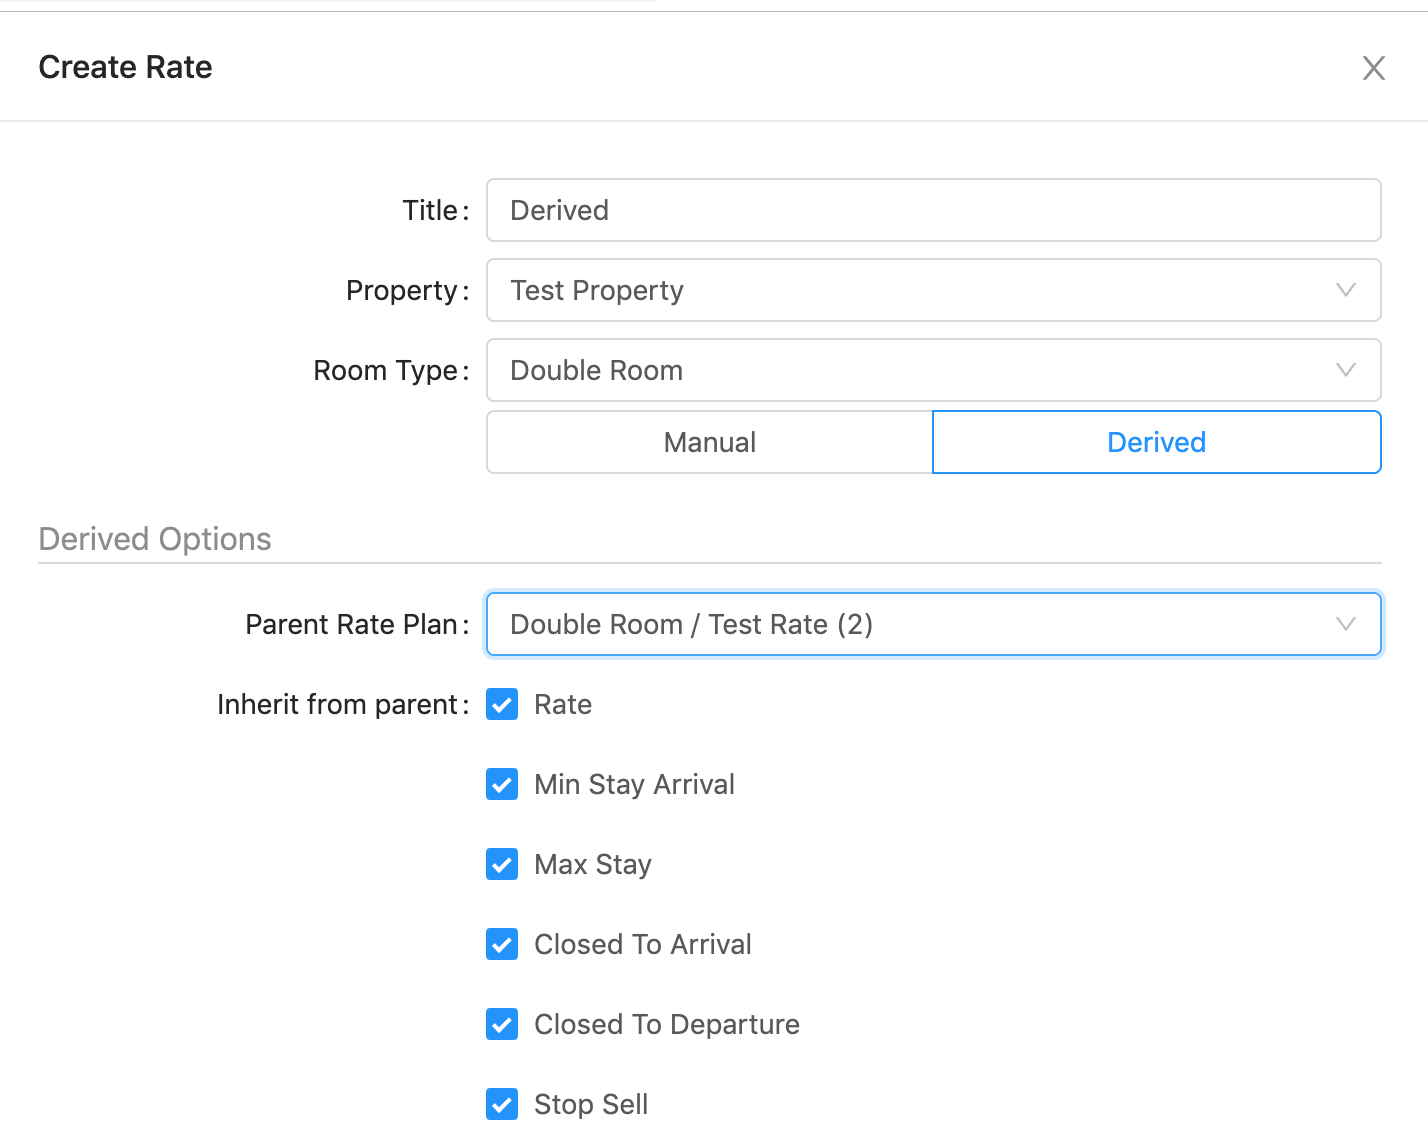 Create Rate
Title: Derived
Property: Test Property
Room Type: Double Room
Manual Derived
Derived Options
Parent Rate Plan: Double Room / Test Rate (2)
Inherit from parent: Rate
Min Stay Arrival
Max Stay
Closed To Arrival
Closed To Departure
Stop Sell